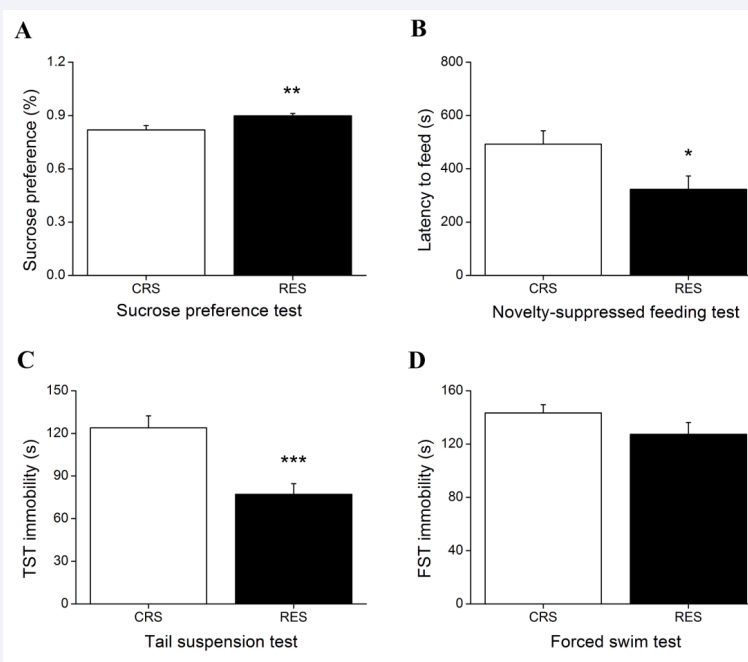 A
Sucrose preference (%)
1.2
0.9
0.6
0.3
0.0
**
CRS
RES
Sucrose preference test
B
Latency to feed (s)
800
600
400
200
0
*
CRS
RES
Novelty-suppressed feeding test
C
TST immobility (s)
150
120
90
60
30
0
***
CRS
RES
Tail suspension test
D
FST immobility (s)
160
120
80
40
0
CRS
RES
Forced swim test